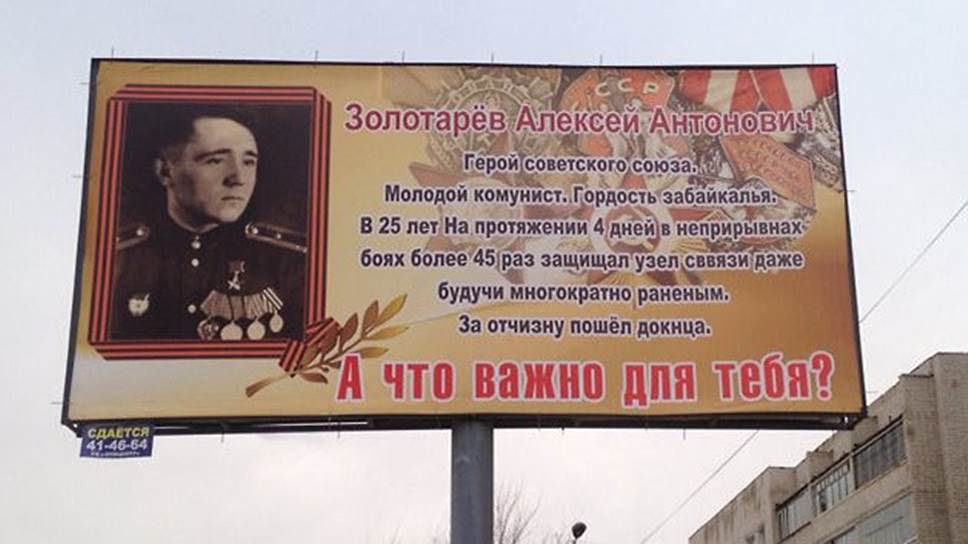 СССР
Золотарёв Алексей Антонович
Герой советского союза.
Молодой комунист. Гордость забайкалья.
В 25 лет На протяжении 4 дней в неприрывнах
боях более 45 раз защищал узел сввязи даже
будучи многократно раненым.
За отчизну пошёл докнца.
А что важно для тебя?
СДАЕТСЯ
41-46-64